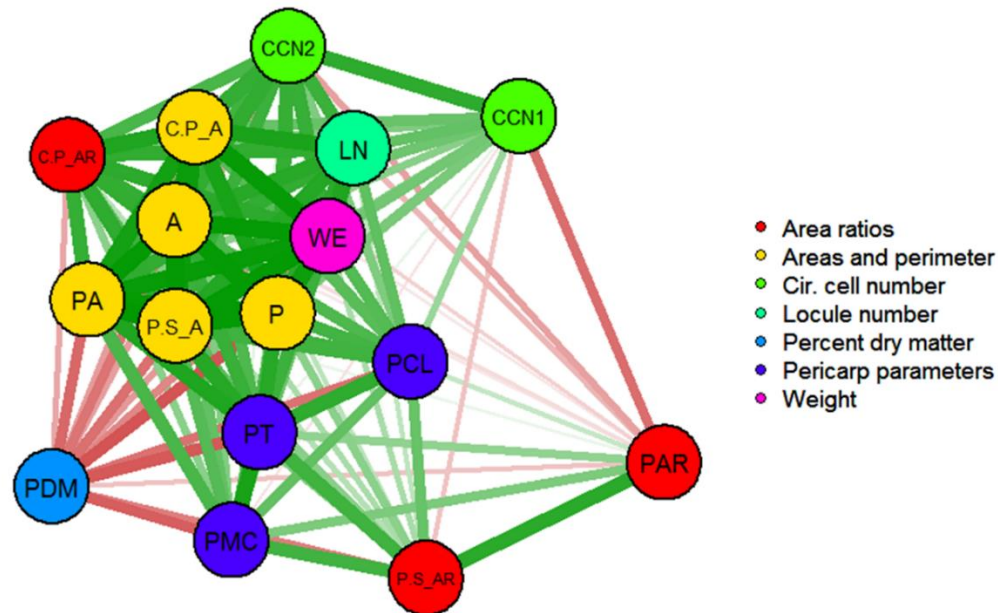 CCN2
CCN1
C.P_A
C.P_AR
LN
A
WE
PA
P.S_A
P
PCL
PT
PAR
PDM
PMC
P.S_AR
Area ratios
Areas and perimeter
Cir. cell number
Locule number
Percent dry matter
Pericarp parameters
Weight